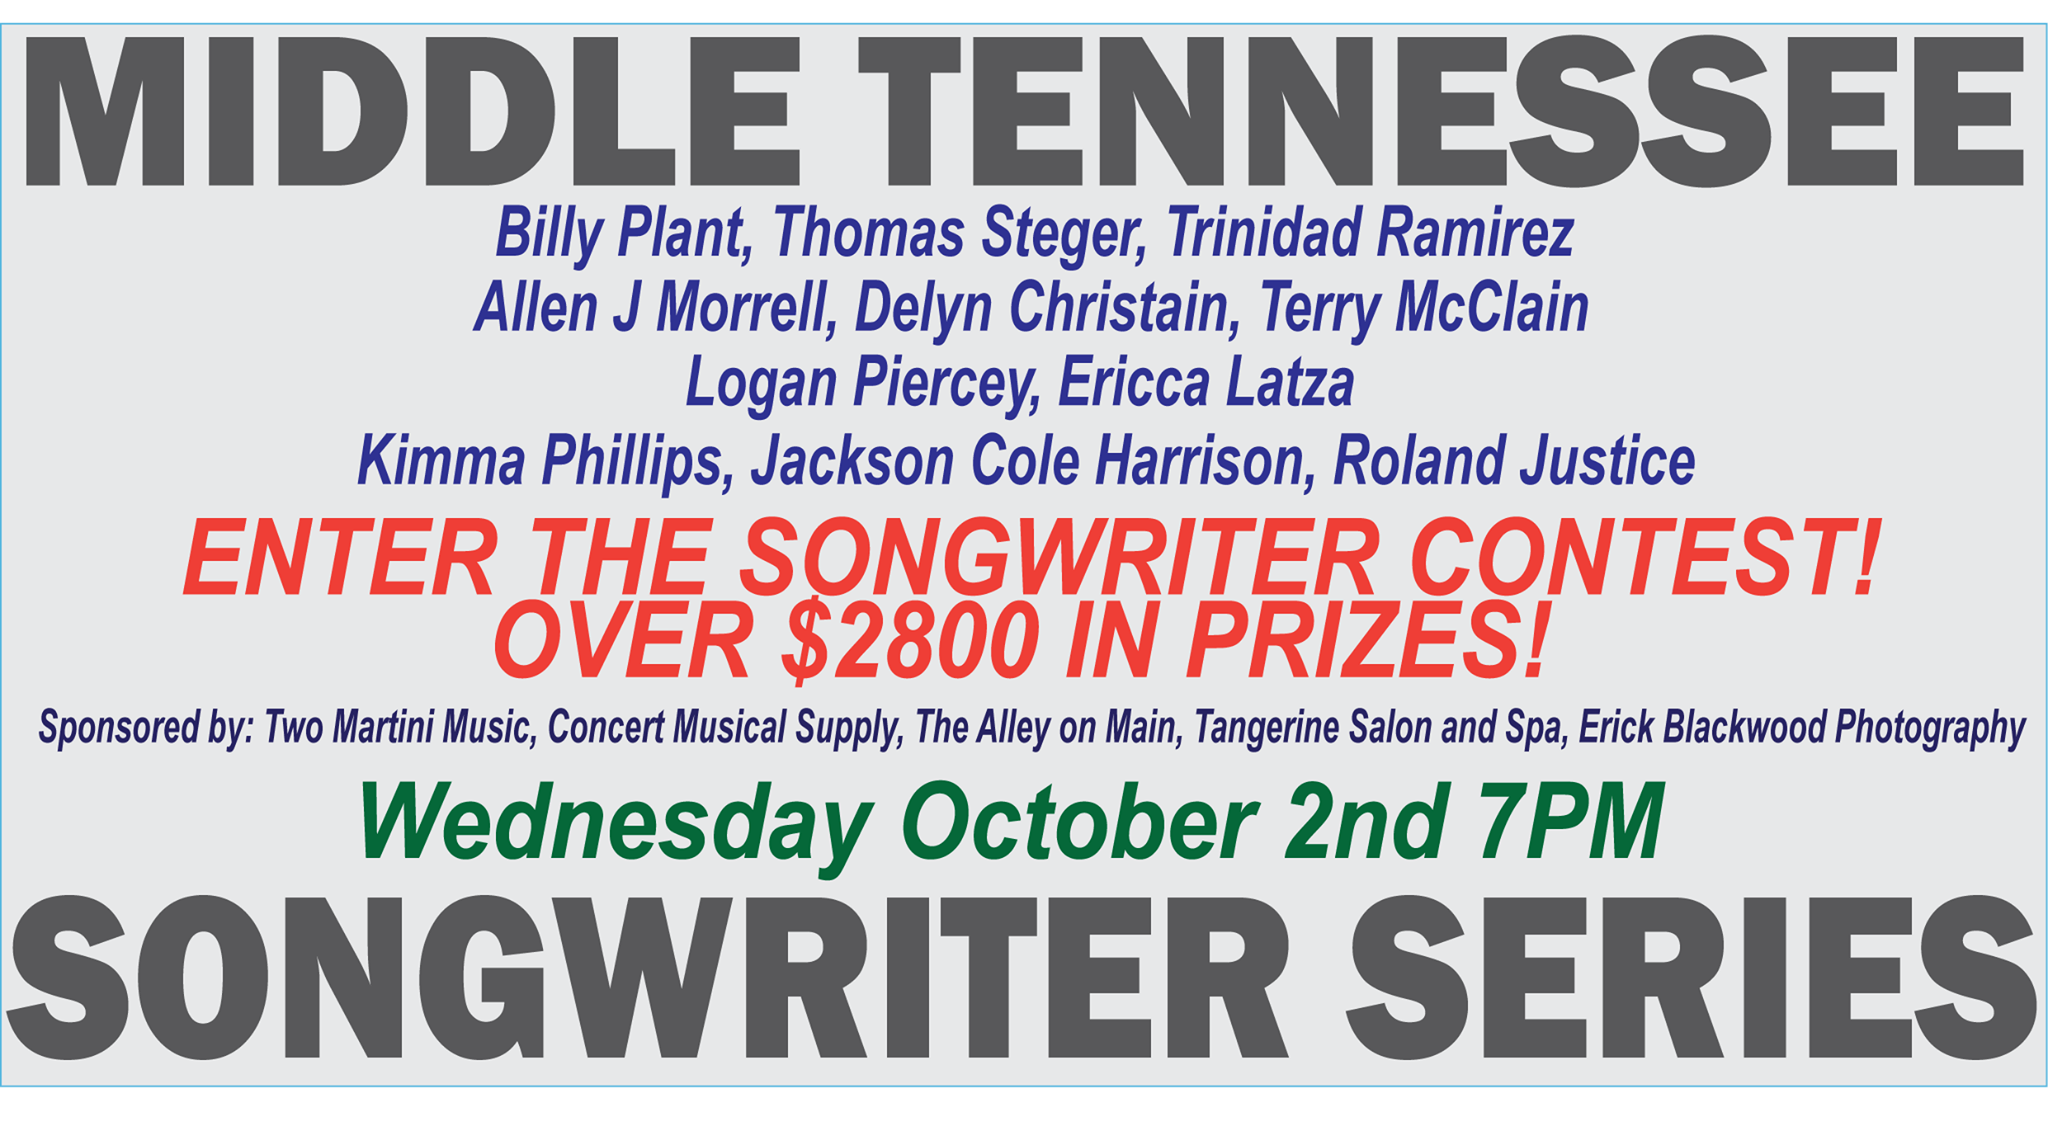 MIDDLE TENNESSEE
Billy Plant, Thomas Steger, Trinidad Ramirez
Allen J Morrell, Delyn Christain, Terry McClain
Logan Piercey, Ericca Latza
Kimma Phillips, Jackson Cole Harrison, Roland Justice
ENTER THE SONGWRITER CONTEST!
OVER $2800 IN PRIZES!
Sponsored by: Two Martini Music, Concert Musical Supply, The Alley on Main, Tangerine Salon and Spa, Erick Blackwood Photography
Wednesday October 2nd 7PM
SONGWRITER SERIES